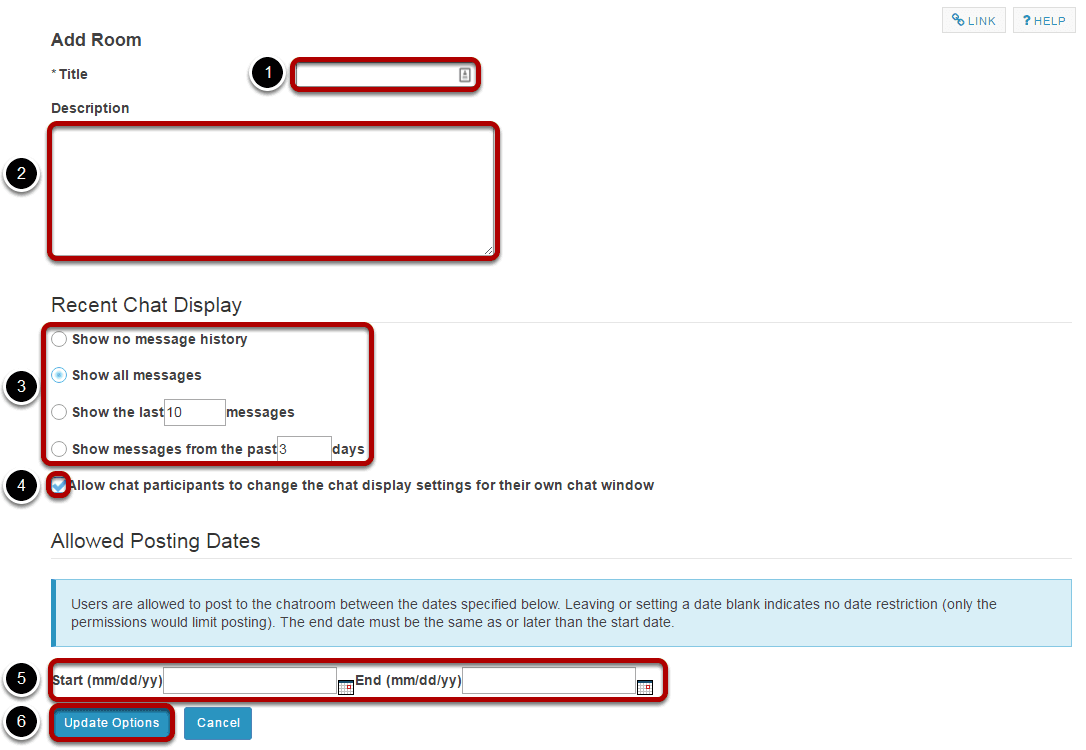 LINK
? HELP
Add Room
* Title
1
Description
2
Recent Chat Display
Show no message history
3
Show all messages
Show the last 10 messages
Show messages from the past 3 days
4
Allow chat participants to change the chat display settings for their own chat window
Allowed Posting Dates
Users are allowed to post to the chatroom between the dates specified below. Leaving or setting a date blank indicates no date restriction (only the
permissions would limit posting). The end date must be the same as or later than the start date.
5
Start (mm/dd/yy) End (mm/dd/yy)
6
Update Options Cancel